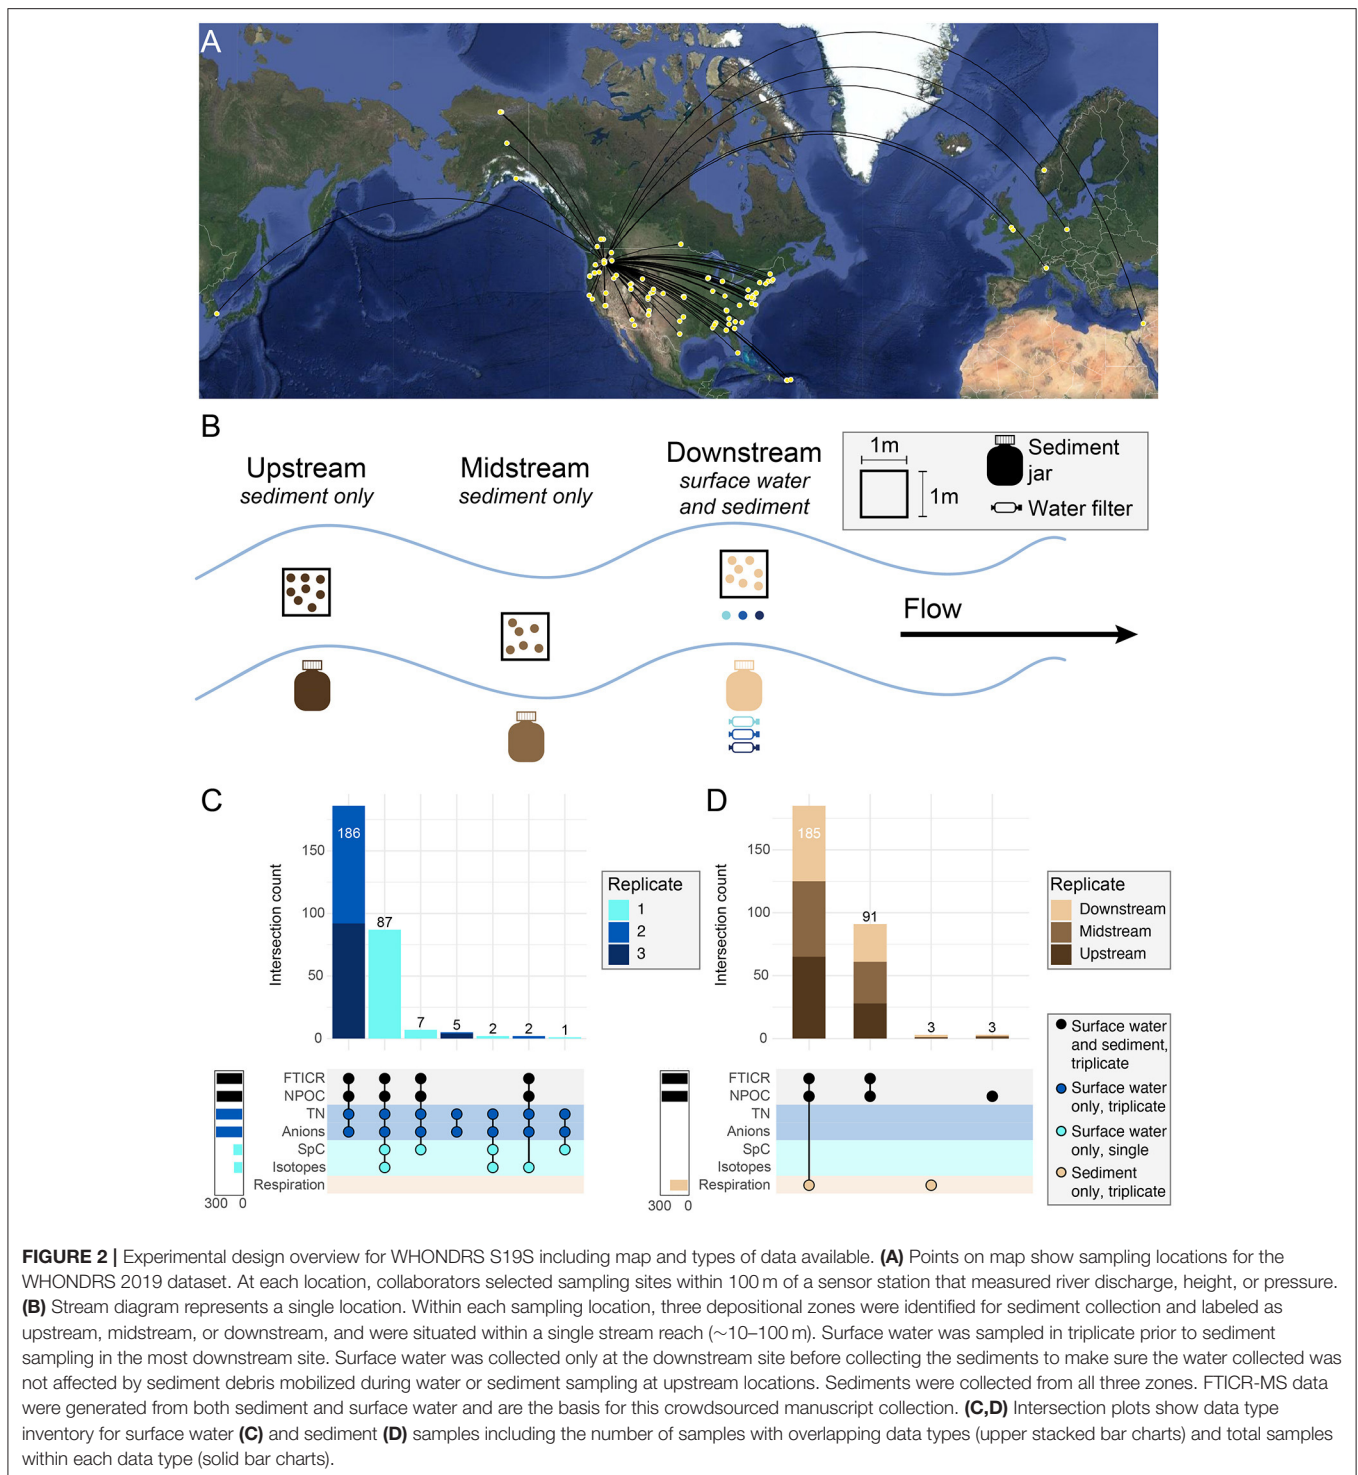 A
B
Upstream
sediment only
Midstream
sediment only
Downstream
surface water
and sediment
1m
1m
Sediment
jar
Water filter
Flow
C
Intersection count
150
100
50
0
186
87
7
5
2
2
1
Replicate
1
2
3
FTICR
NPOC
TN
Anions
SpC
Isotopes
Respiration
300 0
D
Intersection count
150
100
50
0
185
91
3
3
Replicate
Downstream
Midstream
Upstream
FTICR
NPOC
TN
Anions
SpC
Isotopes
Respiration
300 0
Surface water
and sediment,
triplicate
Surface water
only, triplicate
Surface water
only, single
Sediment
only, triplicate
FIGURE 2 | Experimental design overview for WHONDRS S19S including map and types of data available. (A) Points on map show sampling locations for the
WHONDRS 2019 dataset. At each location, collaborators selected sampling sites within 100 m of a sensor station that measured river discharge, height, or pressure.
(B) Stream diagram represents a single location. Within each sampling location, three depositional zones were identified for sediment collection and labeled as
upstream, midstream, or downstream, and were situated within a single stream reach (∼10–100 m). Surface water was sampled in triplicate prior to sediment
sampling in the most downstream site. Surface water was collected only at the downstream site before collecting the sediments to make sure the water collected was
not affected by sediment debris mobilized during water or sediment sampling at upstream locations. Sediments were collected from all three zones. FTICR-MS data
were generated from both sediment and surface water and are the basis for this crowdsourced manuscript collection. (C,D) Intersection plots show data type
inventory for surface water (C) and sediment (D) samples including the number of samples with overlapping data types (upper stacked bar charts) and total samples
within each data type (solid bar charts).